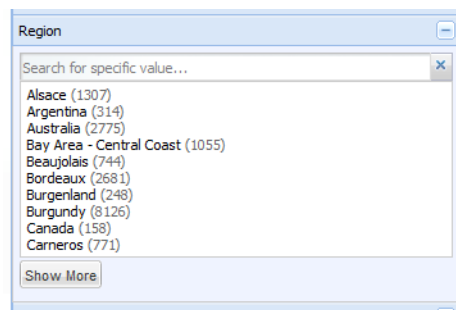 Region
Search for specific value...
Alsace (1307)
Argentina (314)
Australia (2775)
Bay Area - Central Coast (1055)
Beaujolais (744)
Bordeaux (2681)
Burgenland (248)
Burgundy (8126)
Canada (158)
Carneros (771)
Show More